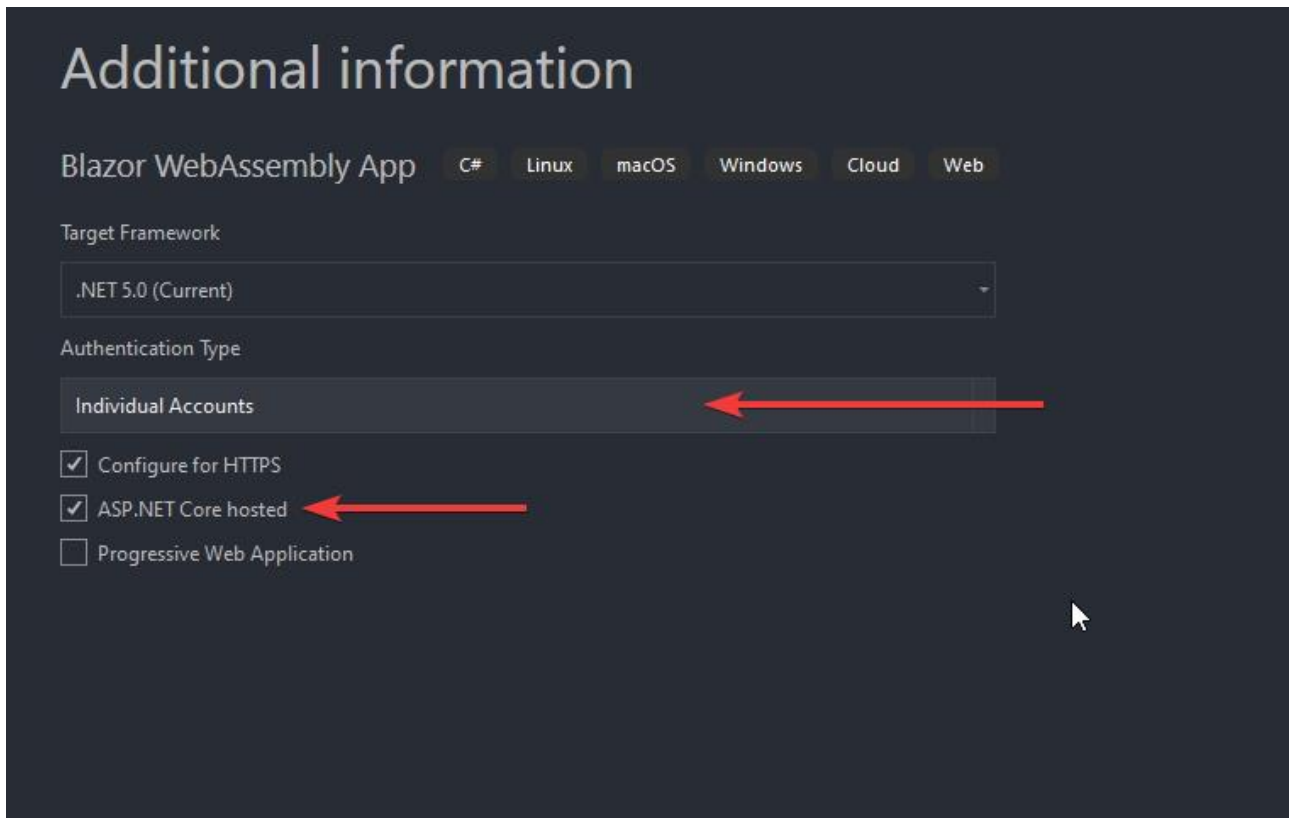 Additional information
Blazor WebAssembly App C# Linux macOS Windows Cloud Web
Target Framework
.NET 5.0 (Current)
Authentication Type
Individual Accounts
Configure for HTTPS
ASP.NET Core hosted
Progressive Web Application